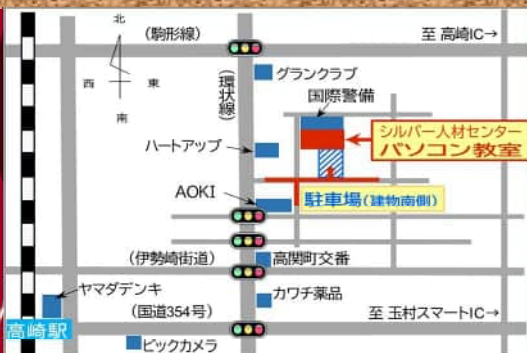 北
西 東
南
(駒形線)
至 高崎IC→
(環状線)
グランクラブ
国際警備
ハートアップ
シルバー人材センター
パソコン教室
AOKI
駐車場(建物南側)
(伊勢崎街道)
高関町交番
ヤマダデンキ
カワチ薬品
(国道354号)
至 玉村スマートIC→
高崎駅
ビックカメラ